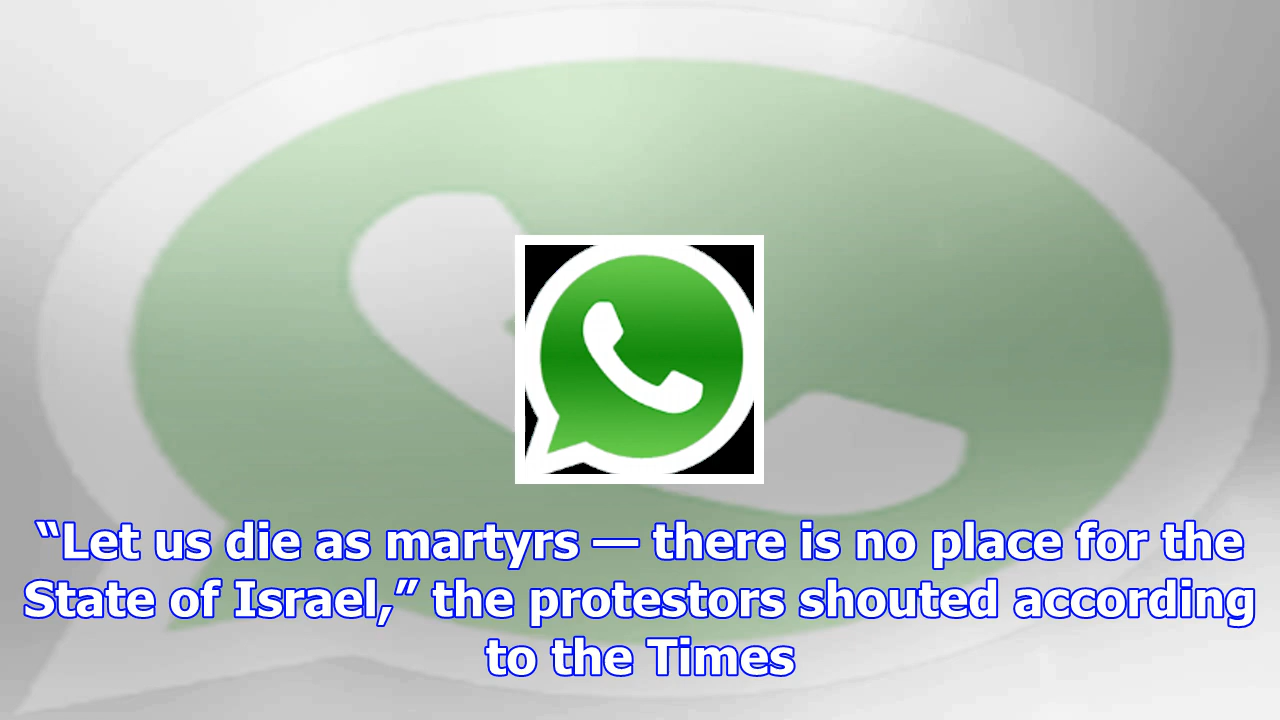 “Let us die as martyrs — there is no place for the
State of Israel,” the protestors shouted according
to the Times